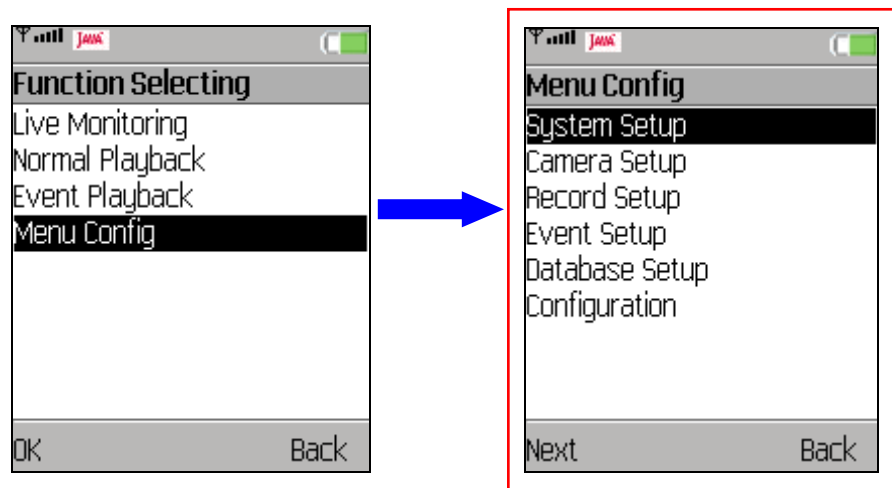 JAVA
Function Selecting
Live Monitoring
Normal Playback
Event Playback
Menu Config
OK Back
JAVA
Menu Config
System Setup
Camera Setup
Record Setup
Event Setup
Database Setup
Configuration
Next Back